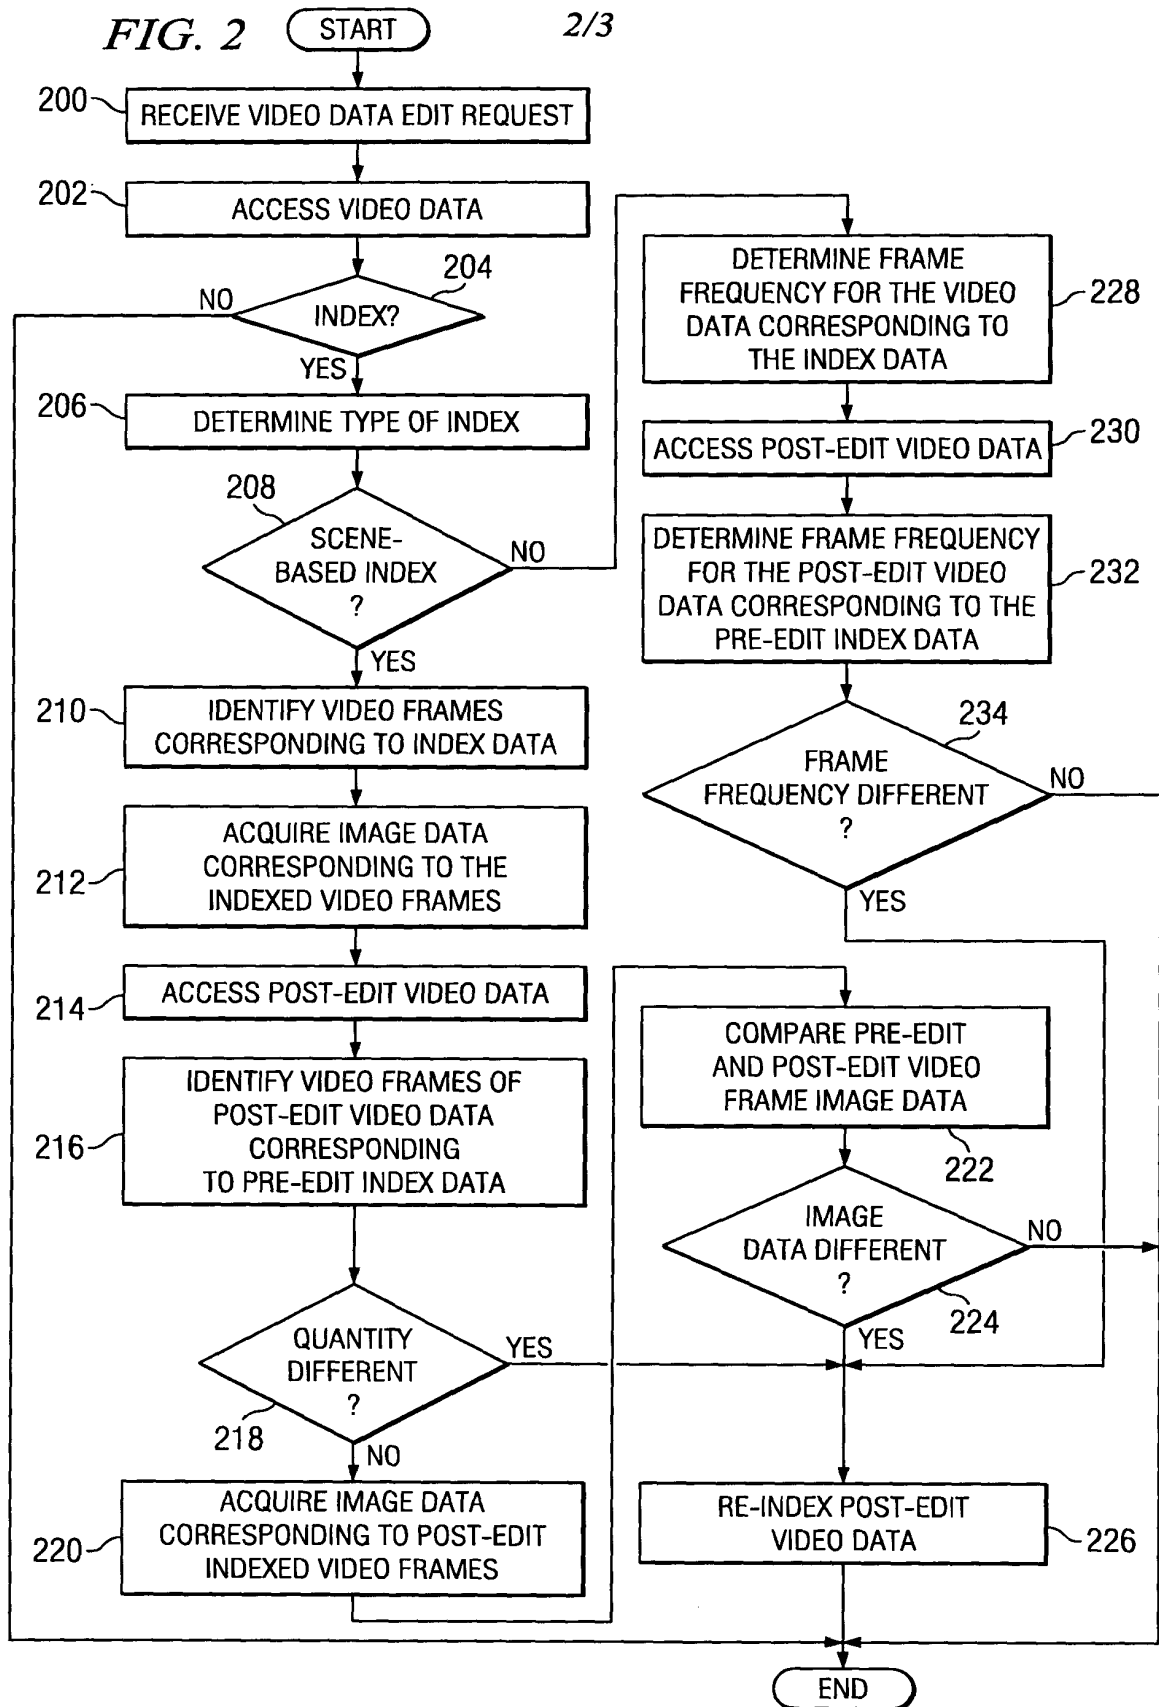 FIG. 2
2/3
START
200
RECEIVE VIDEO DATA EDIT REQUEST
202
ACCESS VIDEO DATA
204
INDEX?
NO
YES
206
DETERMINE TYPE OF INDEX
208
SCENE-
BASED INDEX
?
NO
YES
210
IDENTIFY VIDEO FRAMES
CORRESPONDING TO INDEX DATA
212
ACQUIRE IMAGE DATA
CORRESPONDING TO THE
INDEXED VIDEO FRAMES
214
ACCESS POST-EDIT VIDEO DATA
216
IDENTIFY VIDEO FRAMES OF
POST-EDIT VIDEO DATA
CORRESPONDING
TO PRE-EDIT INDEX DATA
QUANTITY
DIFFERENT
?
218
YES
NO
220
ACQUIRE IMAGE DATA
CORRESPONDING TO POST-EDIT
INDEXED VIDEO FRAMES
DETERMINE FRAME
FREQUENCY FOR THE VIDEO
DATA CORRESPONDING TO
THE INDEX DATA
228
ACCESS POST-EDIT VIDEO DATA
230
DETERMINE FRAME FREQUENCY
FOR THE POST-EDIT VIDEO
DATA CORRESPONDING TO THE
PRE-EDIT INDEX DATA
232
234
FRAME
FREQUENCY DIFFERENT
?
NO
YES
COMPARE PRE-EDIT
AND POST-EDIT VIDEO
FRAME IMAGE DATA
222
IMAGE
DATA DIFFERENT
?
NO
224
YES
RE-INDEX POST-EDIT
VIDEO DATA
226
END